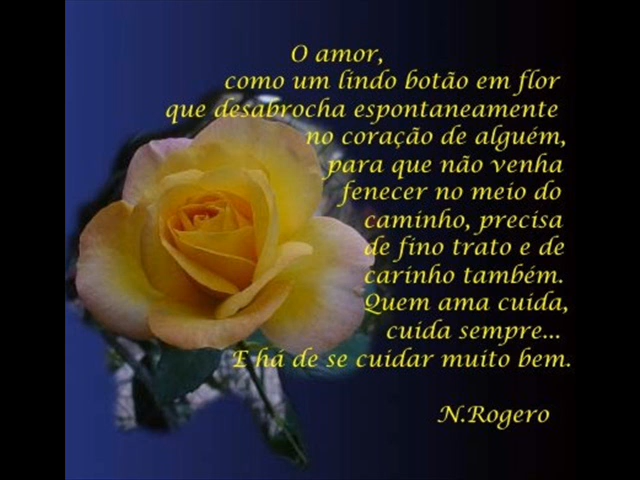 O amor,
como um lindo botão em flor
que desabrocha espontaneamente
no coração de alguém,
para que não venha
fenecer no meio do
caminho, precisa
de fino trato e de
carinho também.
Quem ama cuida,
cuida sempre...
E há de se cuidar muito bem.
N.Rogero